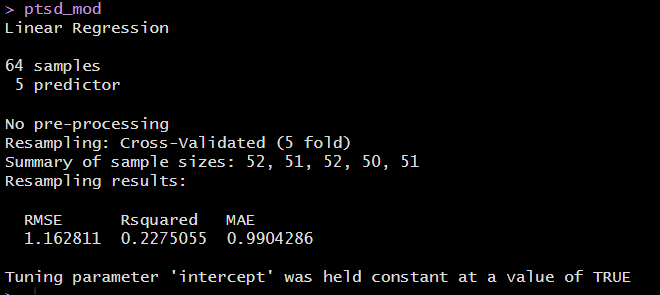 > ptsd_mod
Linear Regression
64 samples
5 predictor
No pre-processing
Resampling: Cross-Validated (5 fold)
Summary of sample sizes: 52, 51, 52, 50, 51
Resampling results:
RMSE Rsquared MAE
1.162811 0.2275055 0.9904286
Tuning parameter 'intercept' was held constant at a value of TRUE